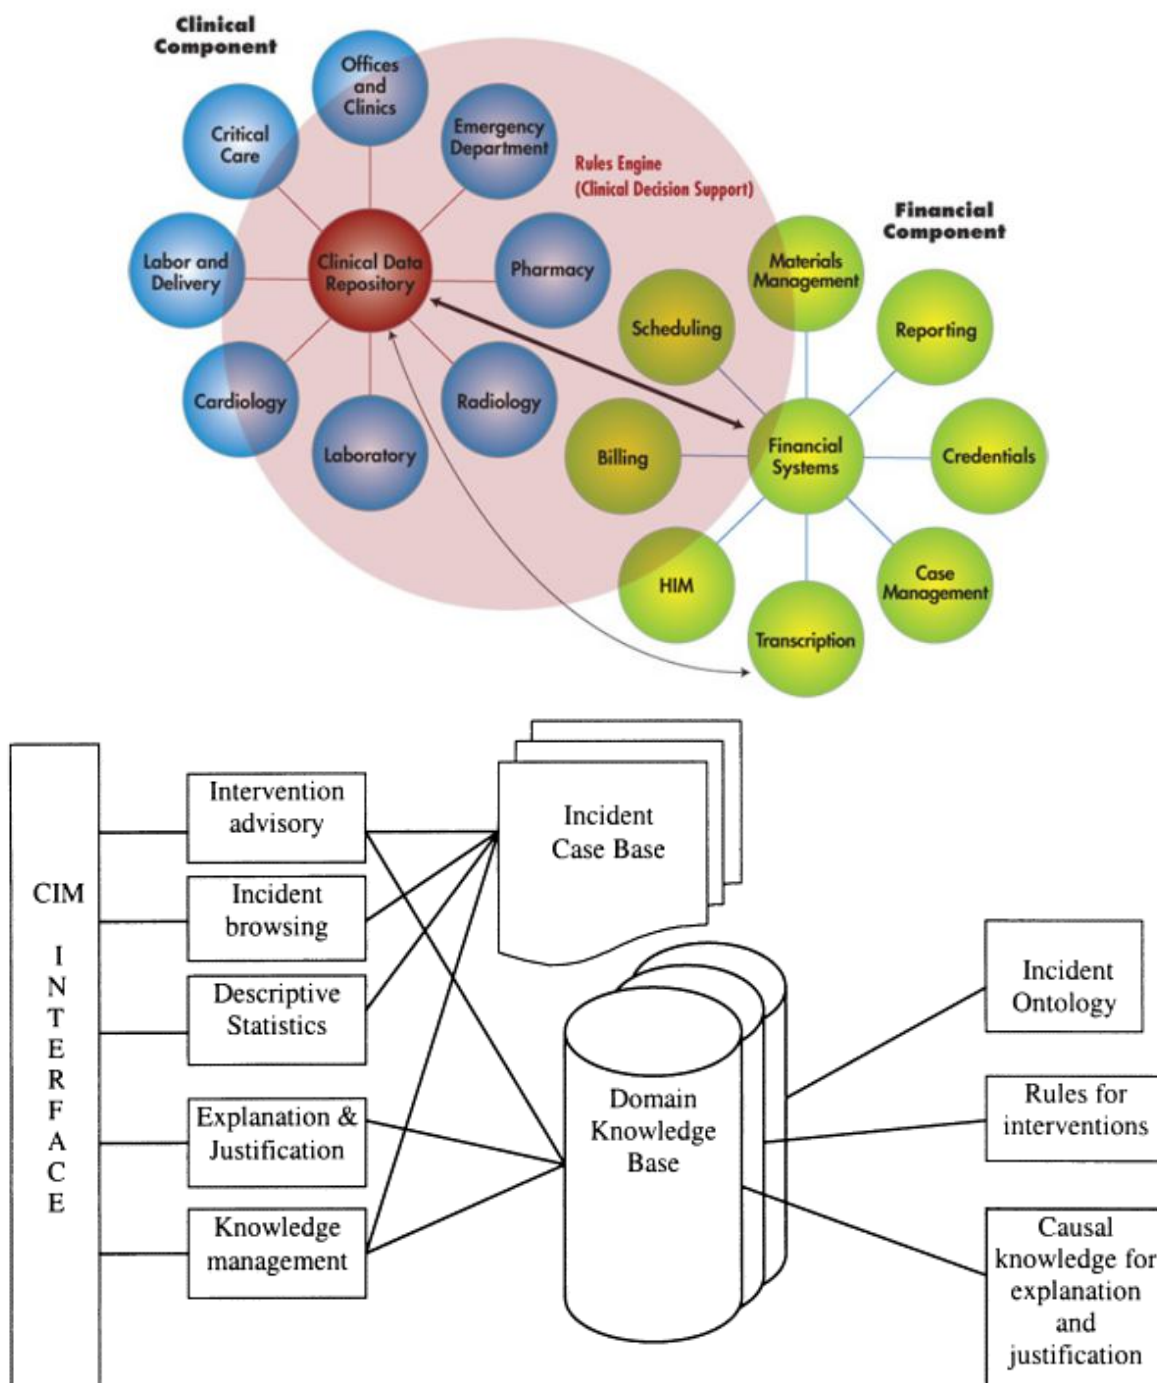 Clinical
Component
Offices
and
Clinics
Critical
Care
Emergency
Department
Rules Engine
(Clinical Decision Support)
Labor and
Delivery
Clinical Data
Repository
Pharmacy
Cardiology
Laboratory
Radiology
Financial
Component
Materials
Management
Scheduling
Reporting
Billing
Financial
Systems
Credentials
HIM
Case
Management
Transcription
CIM
I
N
T
E
R
F
A
C
E
Intervention
advisory
Incident
browsing
Descriptive
Statistics
Explanation &
Justification
Knowledge
management
Incident
Case Base
Domain
Knowledge
Base
Incident
Ontology
Rules for
interventions
Causal
knowledge for
explanation
and
justification